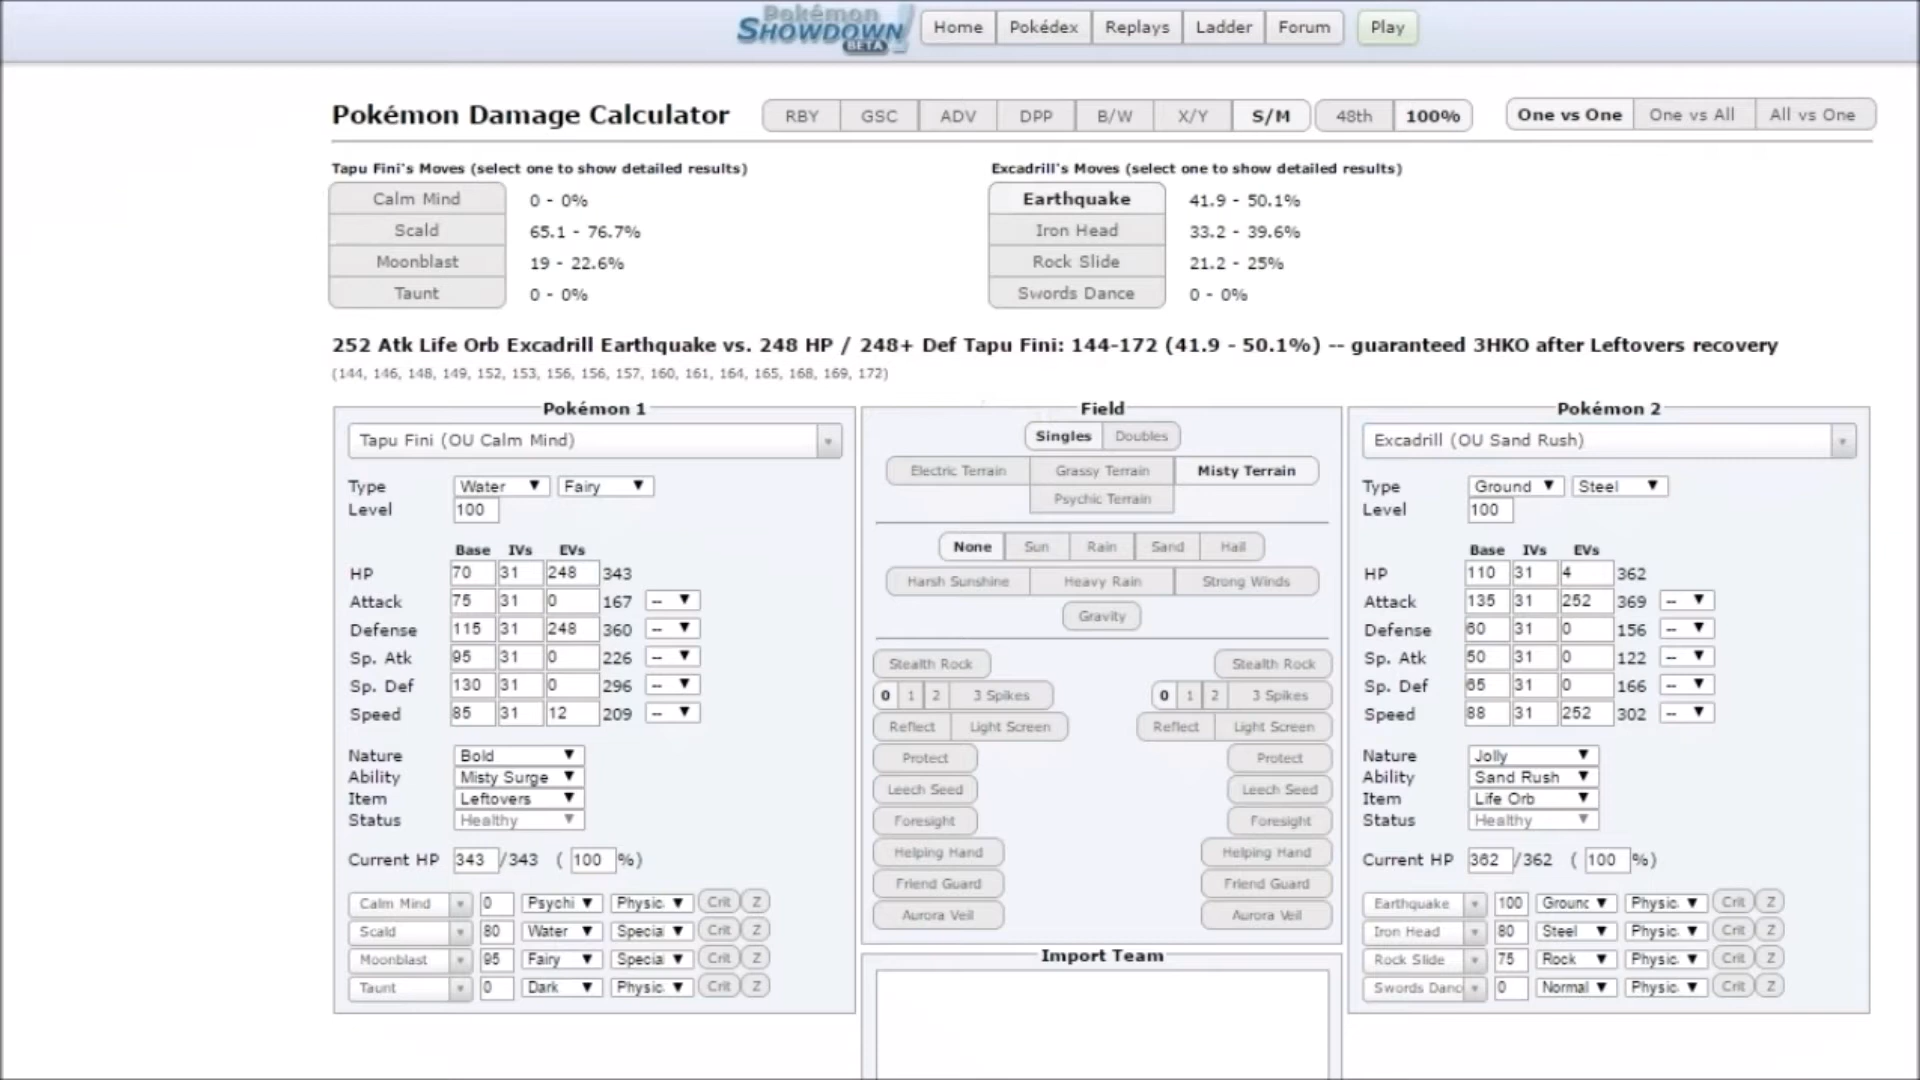 Pokémon SHOWDOWN! BETA
Home Pokédex Replays Ladder Forum Play
Pokémon Damage Calculator RBY GSC ADV DPP B/W X/Y S/M 48th 100% One vs One One vs All All vs One
Tapu Fini's Moves (select one to show detailed results)
Calm Mind 0 - 0%
Scald 65.1 - 76.7%
Moonblast 19 - 22.6%
Taunt 0 - 0%
Excadrill's Moves (select one to show detailed results)
Earthquake 41.9 - 50.1%
Iron Head 33.2 - 39.6%
Rock Slide 21.2 - 25%
Swords Dance 0 - 0%
252 Atk Life Orb Excadrill Earthquake vs. 248 HP / 248+ Def Tapu Fini: 144-172 (41.9 - 50.1%) -- guaranteed 3HKO after Leftovers recovery
(144, 146, 148, 149, 152, 153, 156, 156, 157, 160, 161, 164, 165, 168, 169, 172)
Pokémon 1
Tapu Fini (OU Calm Mind)
Type Water Fairy
Level 100
Base IVs EVs
HP 70 31 248 343
Attack 75 31 0 167 --
Defense 115 31 248 360 --
Sp. Atk 95 31 0 226 --
Sp. Def 130 31 0 296 --
Speed 85 31 12 209 --
Nature Bold
Ability Misty Surge
Item Leftovers
Status Healthy
Current HP 343 /343 ( 100 %)
Calm Mind 0 Psychi Physic Crit Z
Scald 80 Water Specia Crit Z
Moonblast 95 Fairy Specia Crit Z
Taunt 0 Dark Physic Crit Z
Field
Singles Doubles
Electric Terrain Grassy Terrain Misty Terrain
Psychic Terrain
None Sun Rain Sand Hail
Harsh Sunshine Heavy Rain Strong Winds
Gravity
Stealth Rock Stealth Rock
0 1 2 3 Spikes 0 1 2 3 Spikes
Reflect Light Screen Reflect Light Screen
Protect Protect
Leech Seed Leech Seed
Foresight Foresight
Helping Hand Helping Hand
Friend Guard Friend Guard
Aurora Veil Aurora Veil
Import Team
Pokémon 2
Excadrill (OU Sand Rush)
Type Ground Steel
Level 100
Base IVs EVs
HP 110 31 4 362
Attack 135 31 252 369 --
Defense 60 31 0 156 --
Sp. Atk 50 31 0 122 --
Sp. Def 65 31 0 166 --
Speed 88 31 252 302 --
Nature Jolly
Ability Sand Rush
Item Life Orb
Status Healthy
Current HP 362 /362 ( 100 %)
Earthquake 100 Grounc Physic Crit Z
Iron Head 80 Steel Physic Crit Z
Rock Slide 75 Rock Physic Crit Z
Swords Danc 0 Normal Physic Crit Z